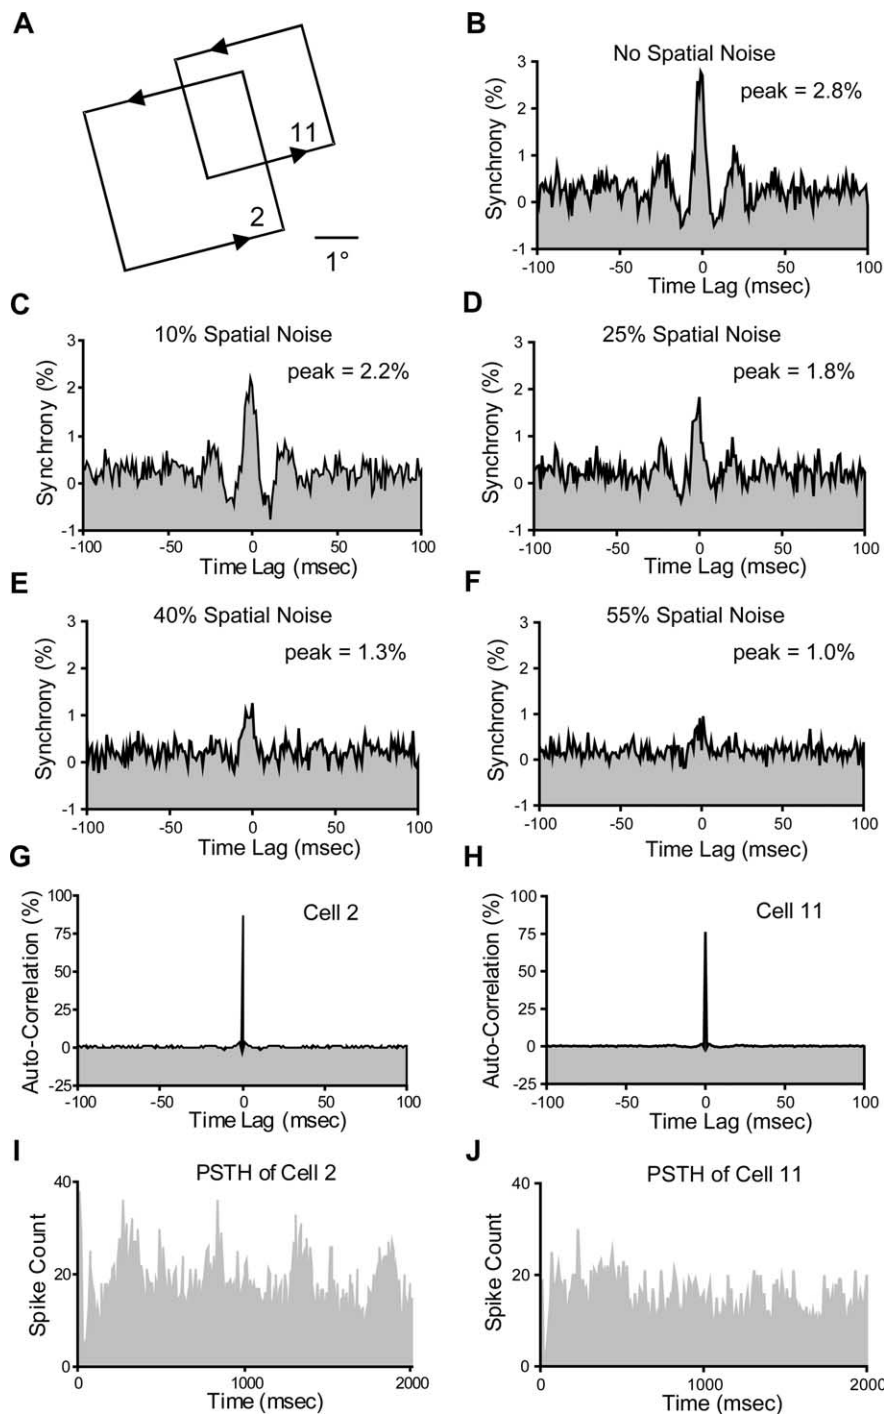 A
11
2
1°
B
No Spatial Noise
peak = 2.8%
Synchrony (%)
3
2
1
0
-1
-100 -50 0 50 100
Time Lag (msec)
C
10% Spatial Noise
peak = 2.2%
Synchrony (%)
3
2
1
0
-1
-100 -50 0 50 100
Time Lag (msec)
D
25% Spatial Noise
peak = 1.8%
Synchrony (%)
3
2
1
0
-1
-100 -50 0 50 100
Time Lag (msec)
E
40% Spatial Noise
peak = 1.3%
Synchrony (%)
3
2
1
0
-1
-100 -50 0 50 100
Time Lag (msec)
F
55% Spatial Noise
peak = 1.0%
Synchrony (%)
3
2
1
0
-1
-100 -50 0 50 100
Time Lag (msec)
G
Cell 2
Auto-Correlation (%)
100
75
50
25
0
-25
-100 -50 0 50 100
Time Lag (msec)
H
Cell 11
Auto-Correlation (%)
100
75
50
25
0
-25
-100 -50 0 50 100
Time Lag (msec)
I
PSTH of Cell 2
Spike Count
40
20
0
0 1000 2000
Time (msec)
J
PSTH of Cell 11
Spike Count
40
20
0
0 1000 2000
Time (msec)